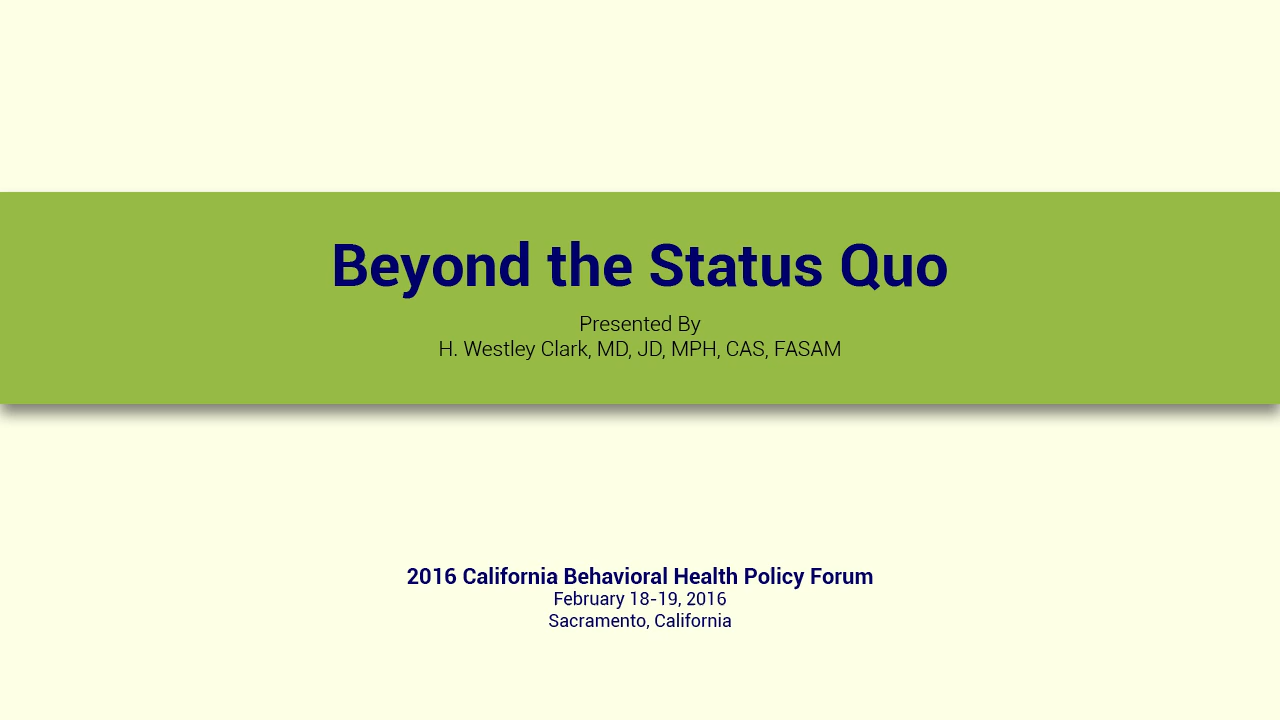 Beyond the Status Quo
Presented By
H. Westley Clark, MD, JD, MPH, CAS, FASAM
2016 California Behavioral Health Policy Forum
February 18-19, 2016
Sacramento, California